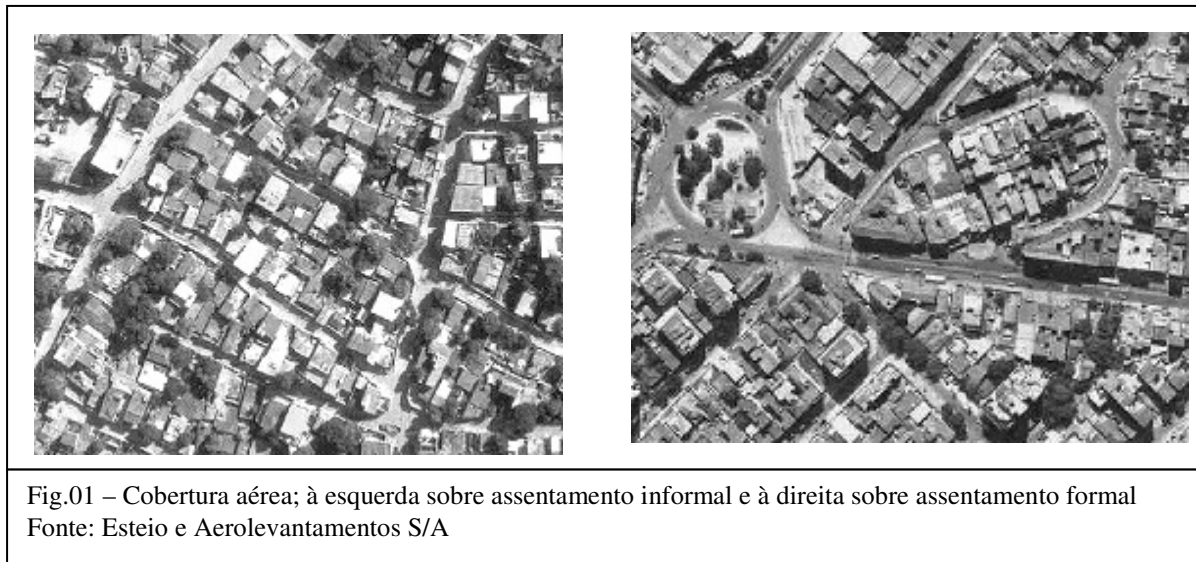 Fig.01 – Cobertura aérea; à esquerda sobre assentamento informal e à direita sobre assentamento formal
Fonte: Esteio e Aerolevantamentos S/A